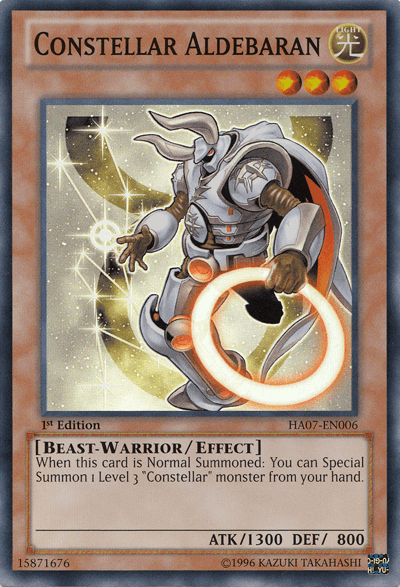 CONSTELLAR ALDEBARAN
LIGHT
光
1st Edition
HA07-EN006
[BEAST-WARRIOR/EFFECT]
When this card is Normal Summoned: You can Special
Summon 1 Level 3 "Constellar" monster from your hand.
ATK/1300 DEF/ 800
15871676
©1996 KAZUKI TAKAHASHI